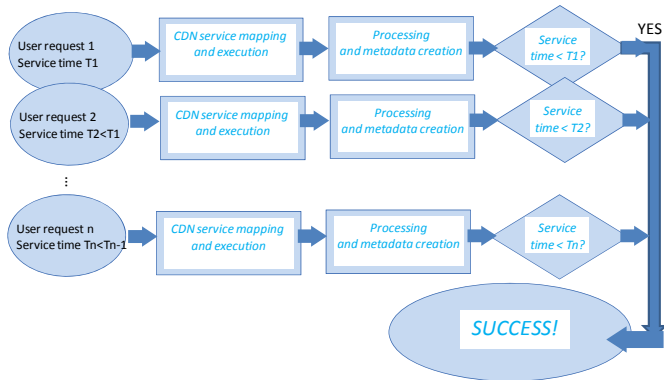 User request 1
Service time T1
CDN service mapping
and execution
Processing
and metadata creation
Service
time < T1?
YES
User request 2
Service time T2<T1
CDN service mapping
and execution
Processing
and metadata creation
Service
time < T2?
...
User request n
Service time Tn<Tn-1
CDN service mapping
and execution
Processing
and metadata creation
Service
time < Tn?
SUCCESS!